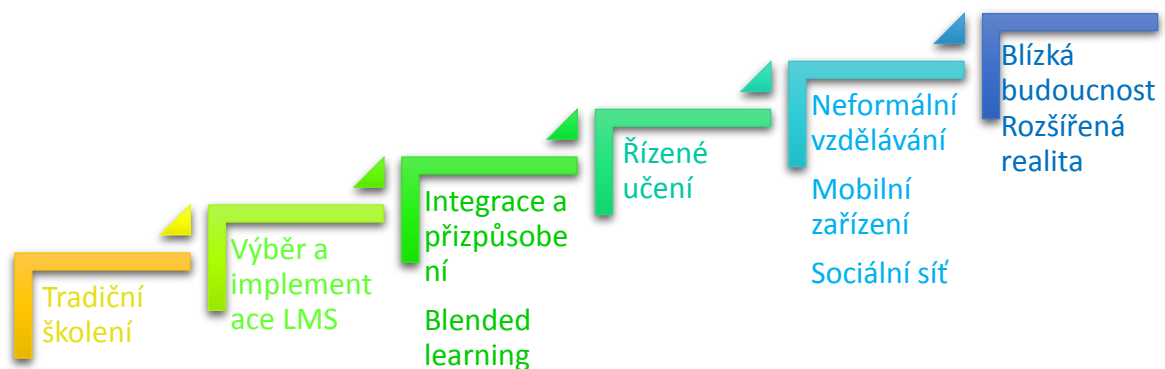 Tradiční
školení
Výběr a
implement
ace LMS
Integrace a
přizpůsobe
ní
Blended
learning
Řízené
učení
Neformální
vzdělávání
Mobilní
zařízení
Sociální síť
Blízká
budoucnost
Rozšířená
realita